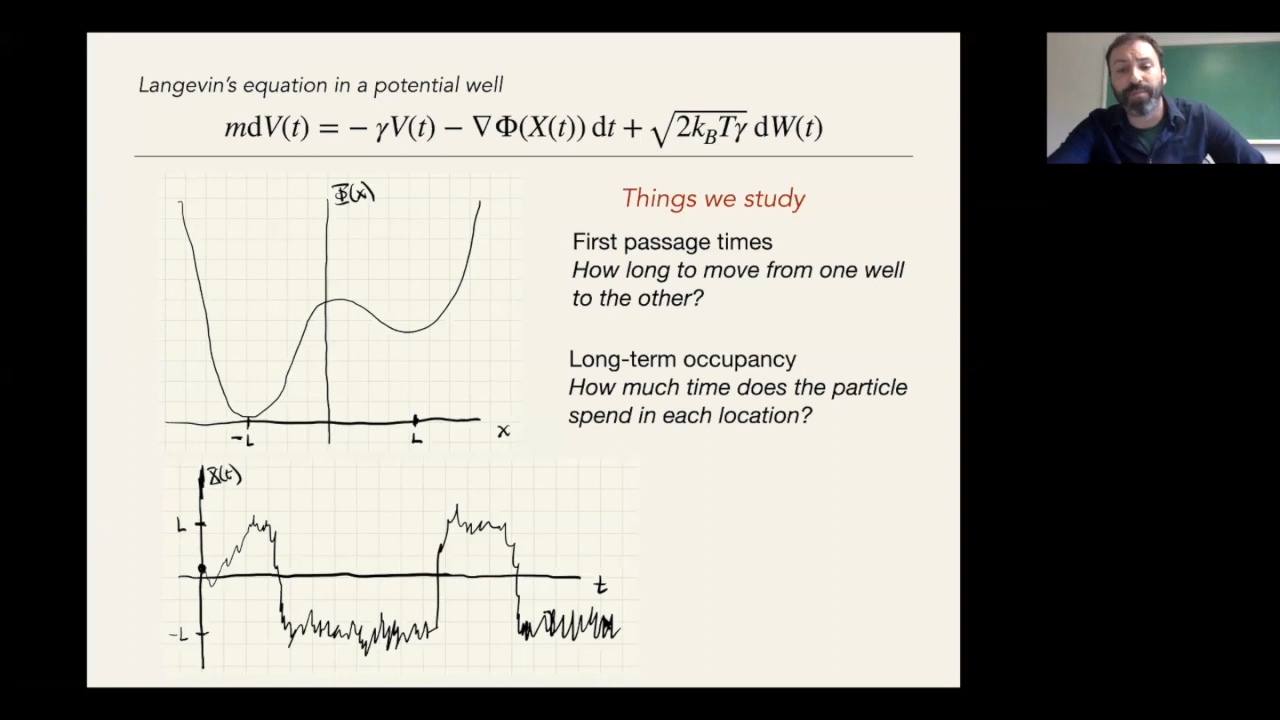 Langevin's equation in a potential well
mdV(t) = − γV(t) − ∇Φ(X(t)) dt + √2k_BTγ dW(t)
Φ(x)
Things we study
First passage times
How long to move from one well
to the other?
Long-term occupancy
How much time does the particle
spend in each location?
-L
L
x
X(t)
L
t
-L